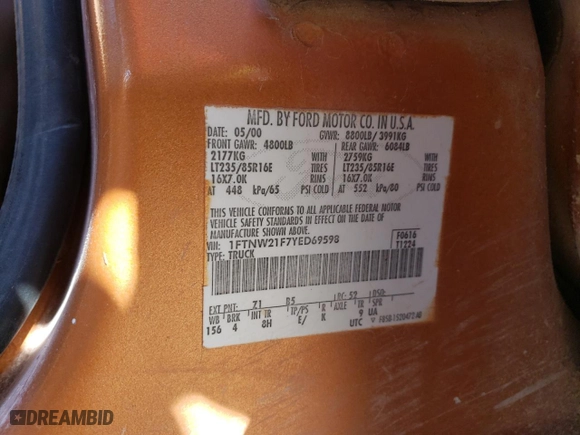 MFD. BY FORD MOTOR CO. IN U.S.A.
DATE: 05/00 GVWR: 8800LB/ 3991KG
FRONT GAWR: 4800LB REAR GAWR: 6084LB
2177KG WITH 2759KG WITH
LT235/85R16E TIRES LT235/85R16E TIRES
16X7.0K RIMS 16X7.0K RIMS
AT 448 kPa/65 PSI COLD AT 552 kPa/80 PSI COLD
THIS VEHICLE CONFORMS TO ALL APPLICABLE FEDERAL MOTOR
VEHICLE SAFETY STANDARDS IN EFFECT ON THE DATE OF
MANUFACTURE SHOWN ABOVE.
VIN: 1FTNW21F7YED69598 F0616
TYPE: TRUCK T1224
EXT PNT: Z1 DS
WB BRK INT TR TP/PS R AXLE TR SPR
156 4 8H E/ K 9 UA
UTC
DREAMBID